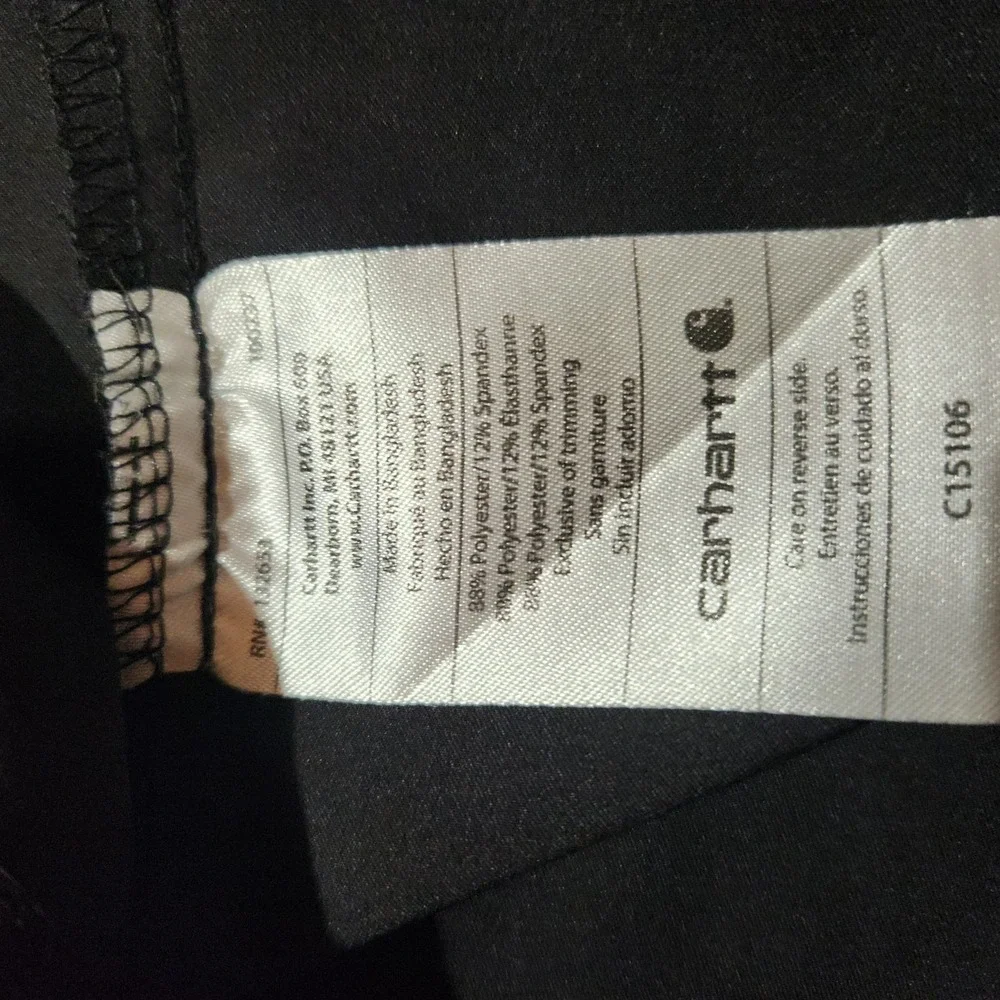 RN# 132653
Carhartt Inc. P.O. Box 600
Dearborn, MI 48121 USA
www.Carhartt.com
Made in Bangladesh
Fabriqué au Bangladesh
Hecho en Bangladesh
88% Polyester/12% Spandex
88% Polyester/12% Élasthanne
88% Polyester/12% Spandex
Exclusive of trimming
Sans garniture
Sin incluir adorno
carhartt
Care on reverse side.
Entretien au verso.
Instrucciones de cuidado al dorso.
C15106